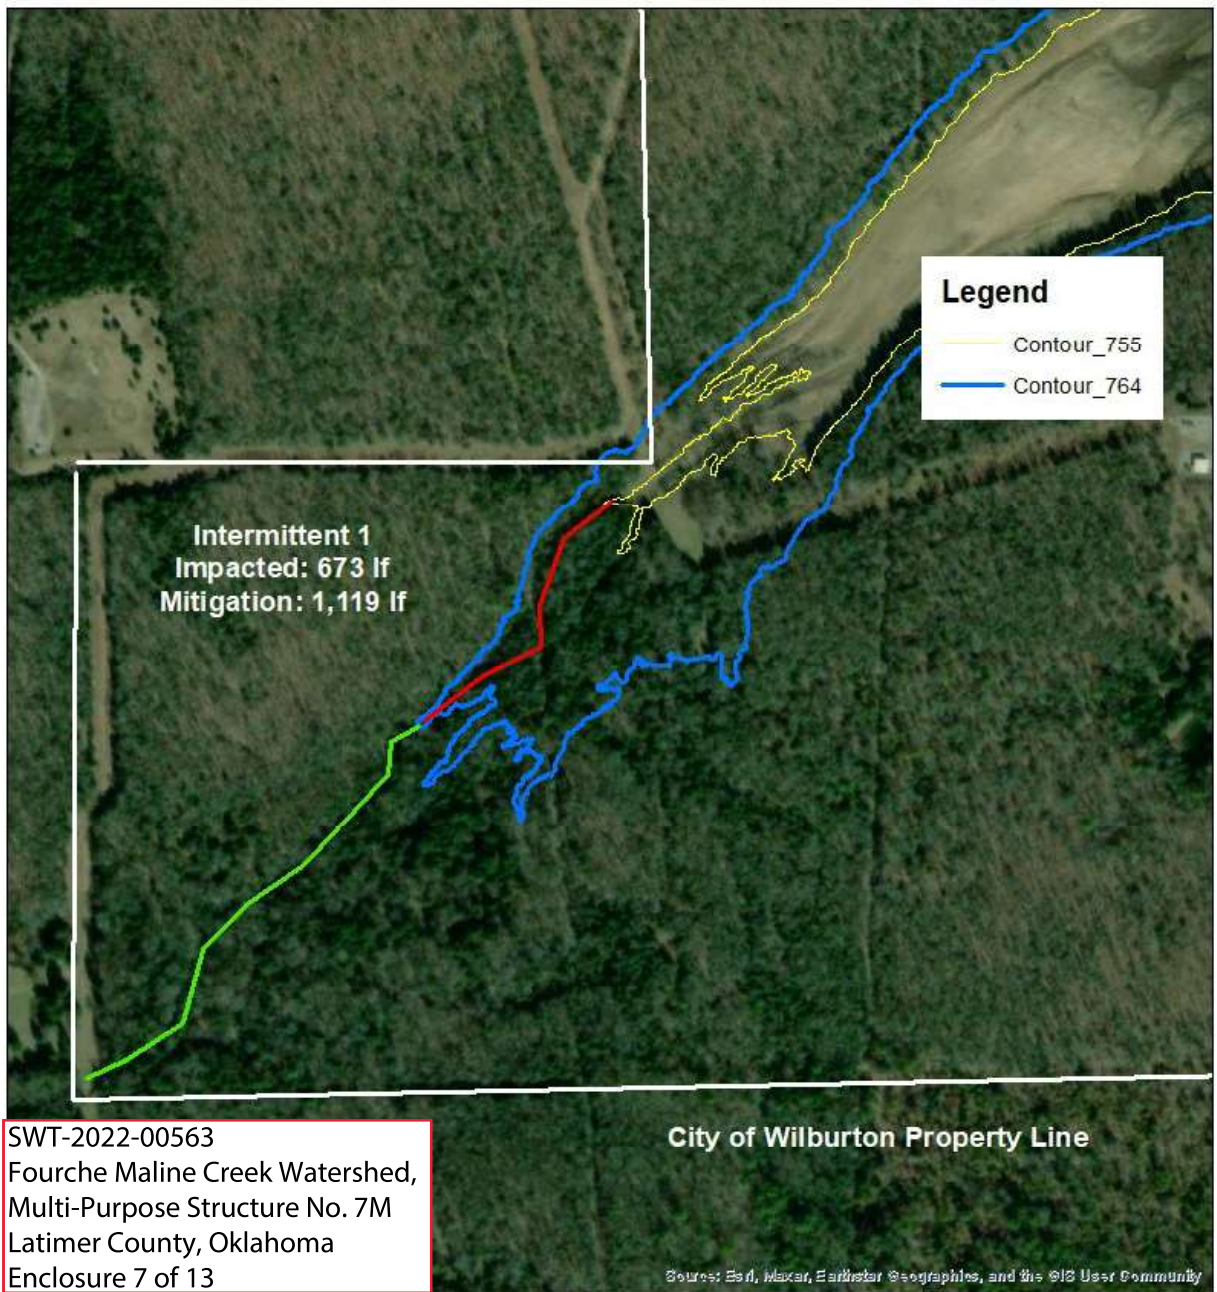 Legend
Contour_755
Contour_764
Intermittent 1
Impacted: 673 lf
Mitigation: 1,119 lf
City of Wilburton Property Line
SWT-2022-00563
Fourche Maline Creek Watershed,
Multi-Purpose Structure No. 7M
Latimer County, Oklahoma
Enclosure 7 of 13
Source: Esri, Maxar, Earthstar Geographics, and the GIS User Community